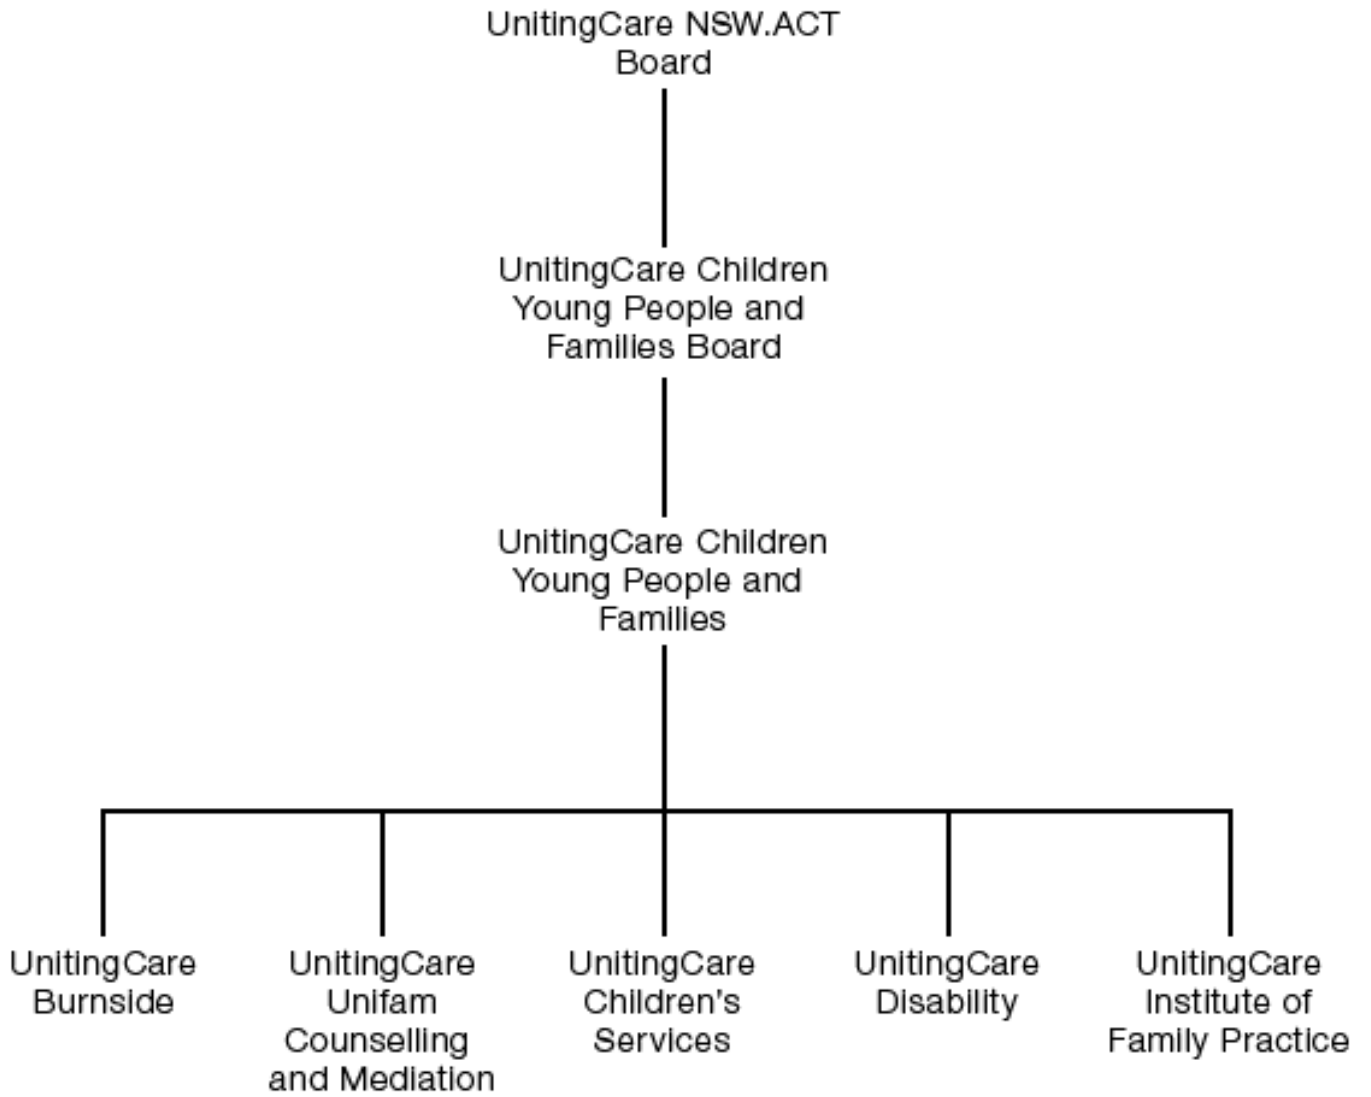 UnitingCare NSW.ACT
Board
UnitingCare Children
Young People and
Families Board
UnitingCare Children
Young People and
Families
UnitingCare
Burnside
UnitingCare
Unifam
Counselling
and Mediation
UnitingCare
Children's
Services
UnitingCare
Disability
UnitingCare
Institute of
Family Practice